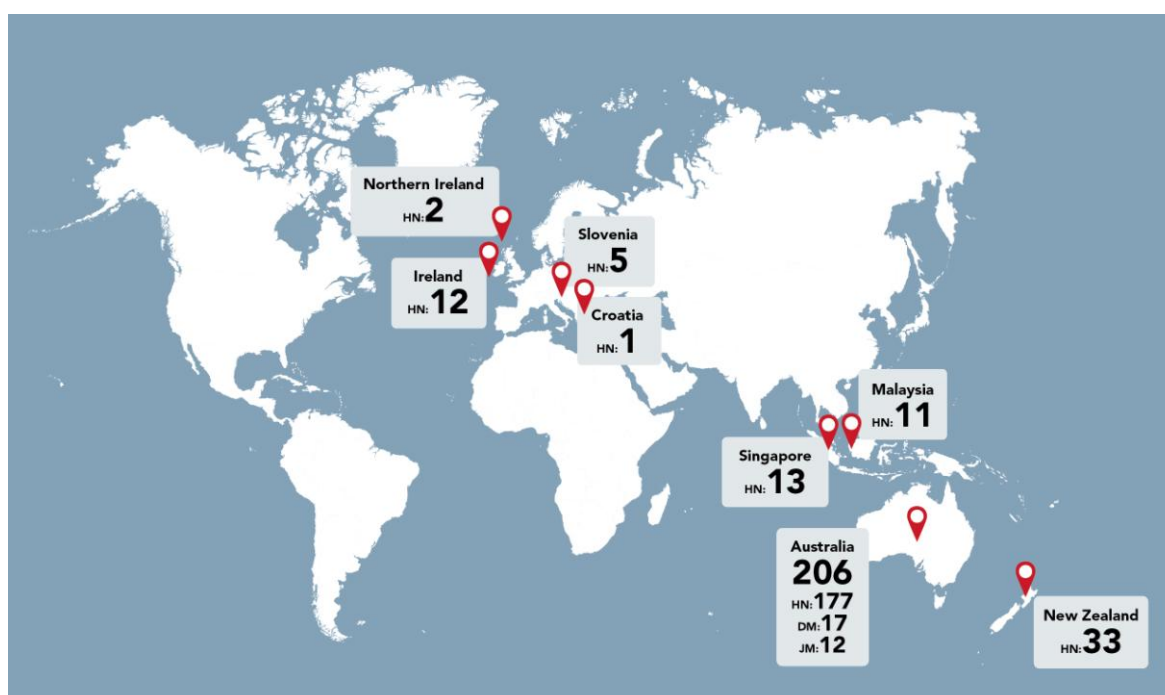 Northern Ireland
HN:2
Slovenia
HN:5
Ireland
HN:12
Croatia
HN:1
Malaysia
HN:11
Singapore
HN:13
Australia
206
HN:177
DM:17
JM:12
New Zealand
HN:33